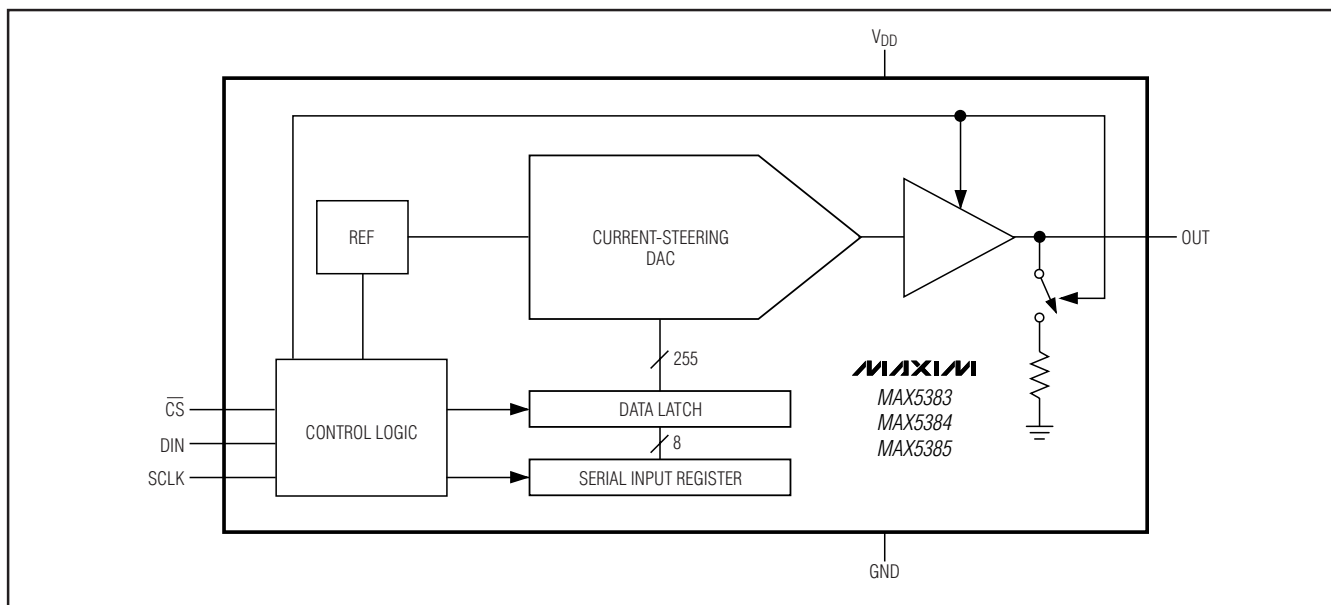 VDD
REF
CURRENT-STEERING
DAC
OUT
255
MAXIM
MAX5383
MAX5384
MAX5385
CS
DIN
SCLK
CONTROL LOGIC
DATA LATCH
8
SERIAL INPUT REGISTER
GND